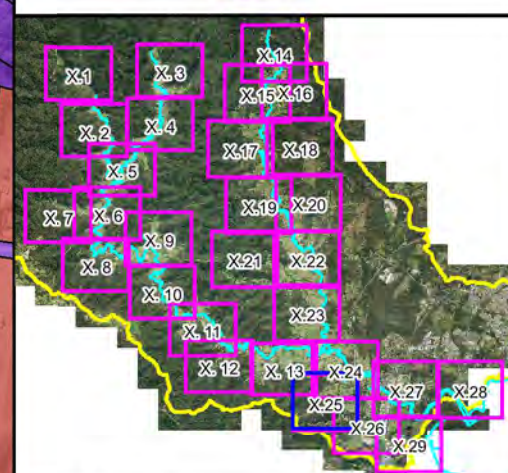 X.1
X. 2
X. 3
X. 4
X. 5
X. 6
X. 7
X. 8
X. 9
X. 10
X. 11
X. 12
X. 13
X.14
X.15
X.16
X.17
X.18
X.19
X.20
X.21
X.22
X.23
X.24
X.25
X.26
X.27
X.28
X.29